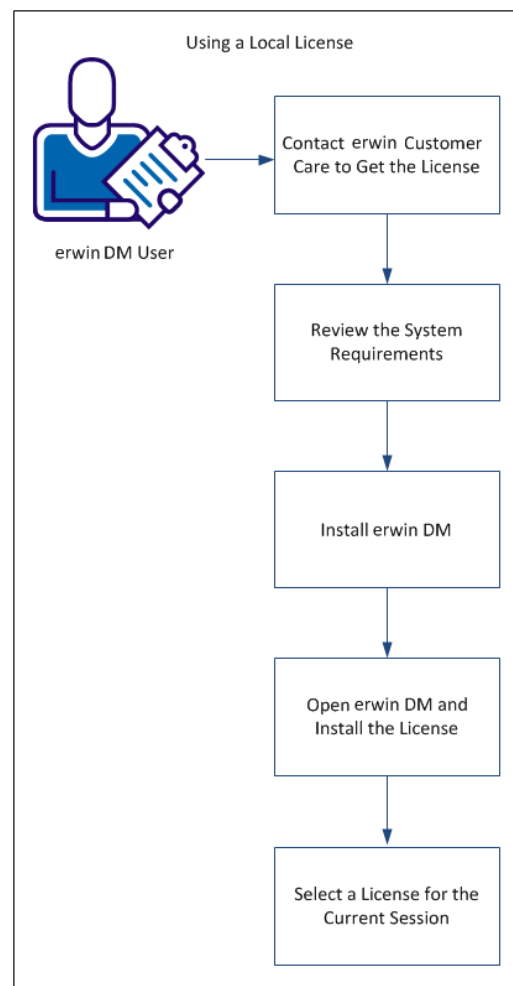 Using a Local License
erwin DM User
Contact erwin Customer
Care to Get the License
Review the System
Requirements
Install erwin DM
Open erwin DM and
Install the License
Select a License for the
Current Session